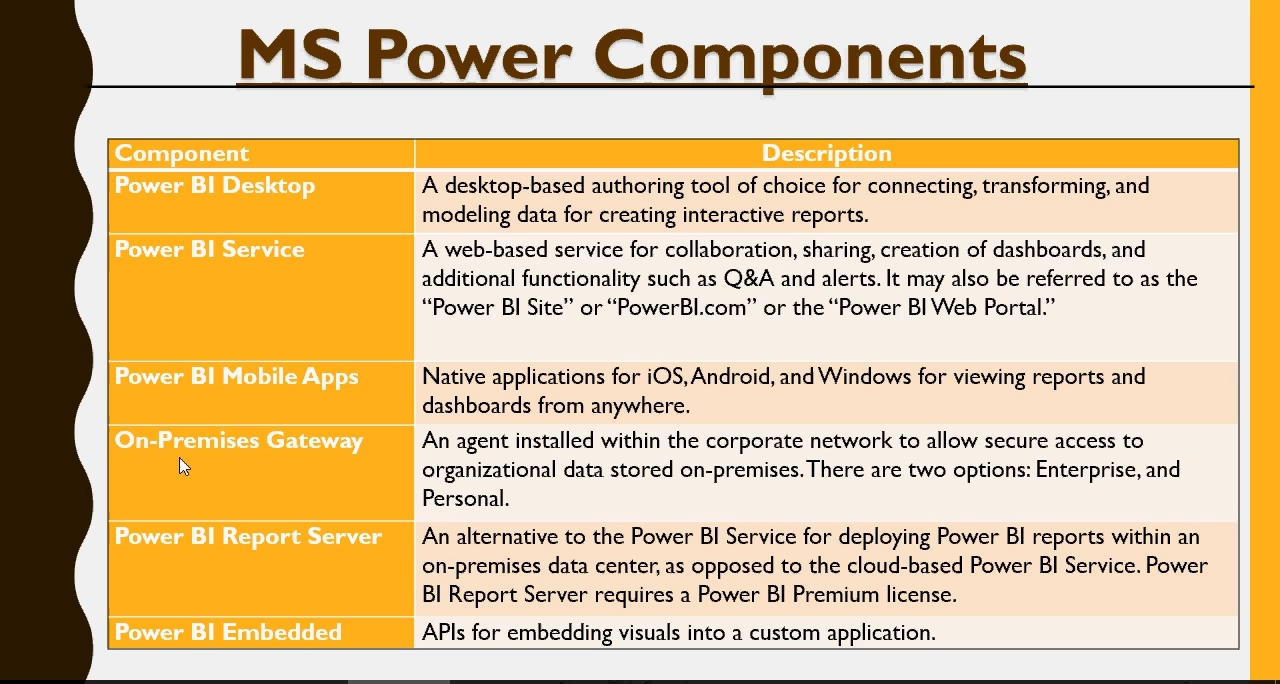 MS Power Components
Component
Description
Power BI Desktop
A desktop-based authoring tool of choice for connecting, transforming, and
modeling data for creating interactive reports.
Power BI Service
A web-based service for collaboration, sharing, creation of dashboards, and
additional functionality such as Q&A and alerts. It may also be referred to as the
“Power BI Site” or “PowerBI.com” or the “Power BI Web Portal.”
Power BI Mobile Apps
Native applications for iOS, Android, and Windows for viewing reports and
dashboards from anywhere.
On-Premises Gateway
An agent installed within the corporate network to allow secure access to
organizational data stored on-premises. There are two options: Enterprise, and
Personal.
Power BI Report Server
An alternative to the Power BI Service for deploying Power BI reports within an
on-premises data center, as opposed to the cloud-based Power BI Service. Power
BI Report Server requires a Power BI Premium license.
Power BI Embedded
APIs for embedding visuals into a custom application.